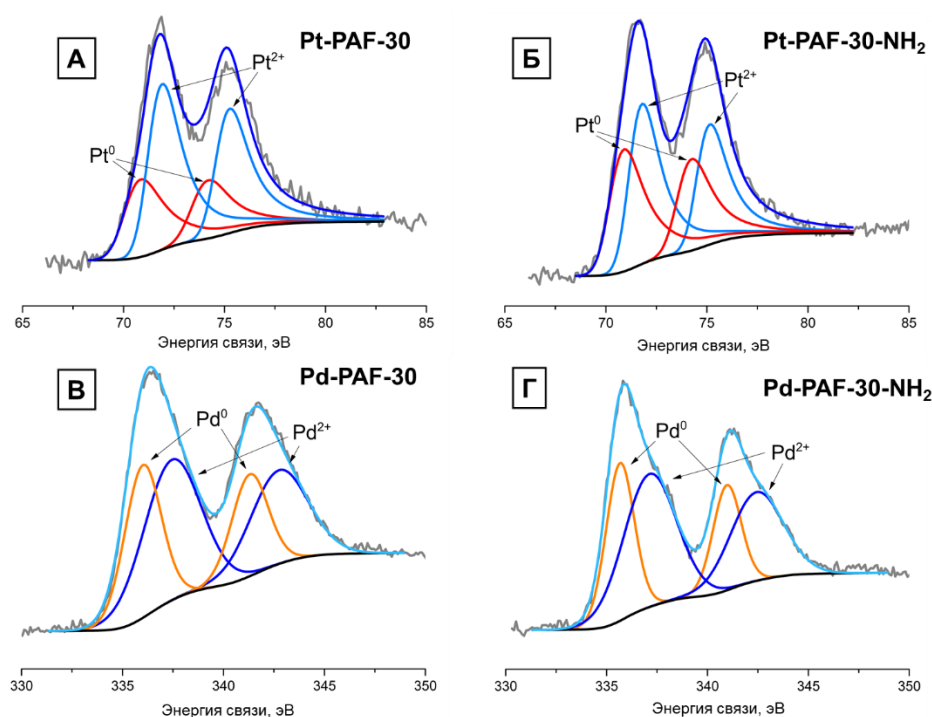 А
Pt-PAF-30
Pt²⁺
Pt⁰
65 70 75 80 85
Энергия связи, эВ
Б
Pt-PAF-30-NH₂
Pt²⁺
Pt⁰
65 70 75 80 85
Энергия связи, эВ
В
Pd-PAF-30
Pd⁰
Pd²⁺
330 335 340 345 350
Энергия связи, эВ
Г
Pd-PAF-30-NH₂
Pd⁰
Pd²⁺
330 335 340 345 350
Энергия связи, эВ